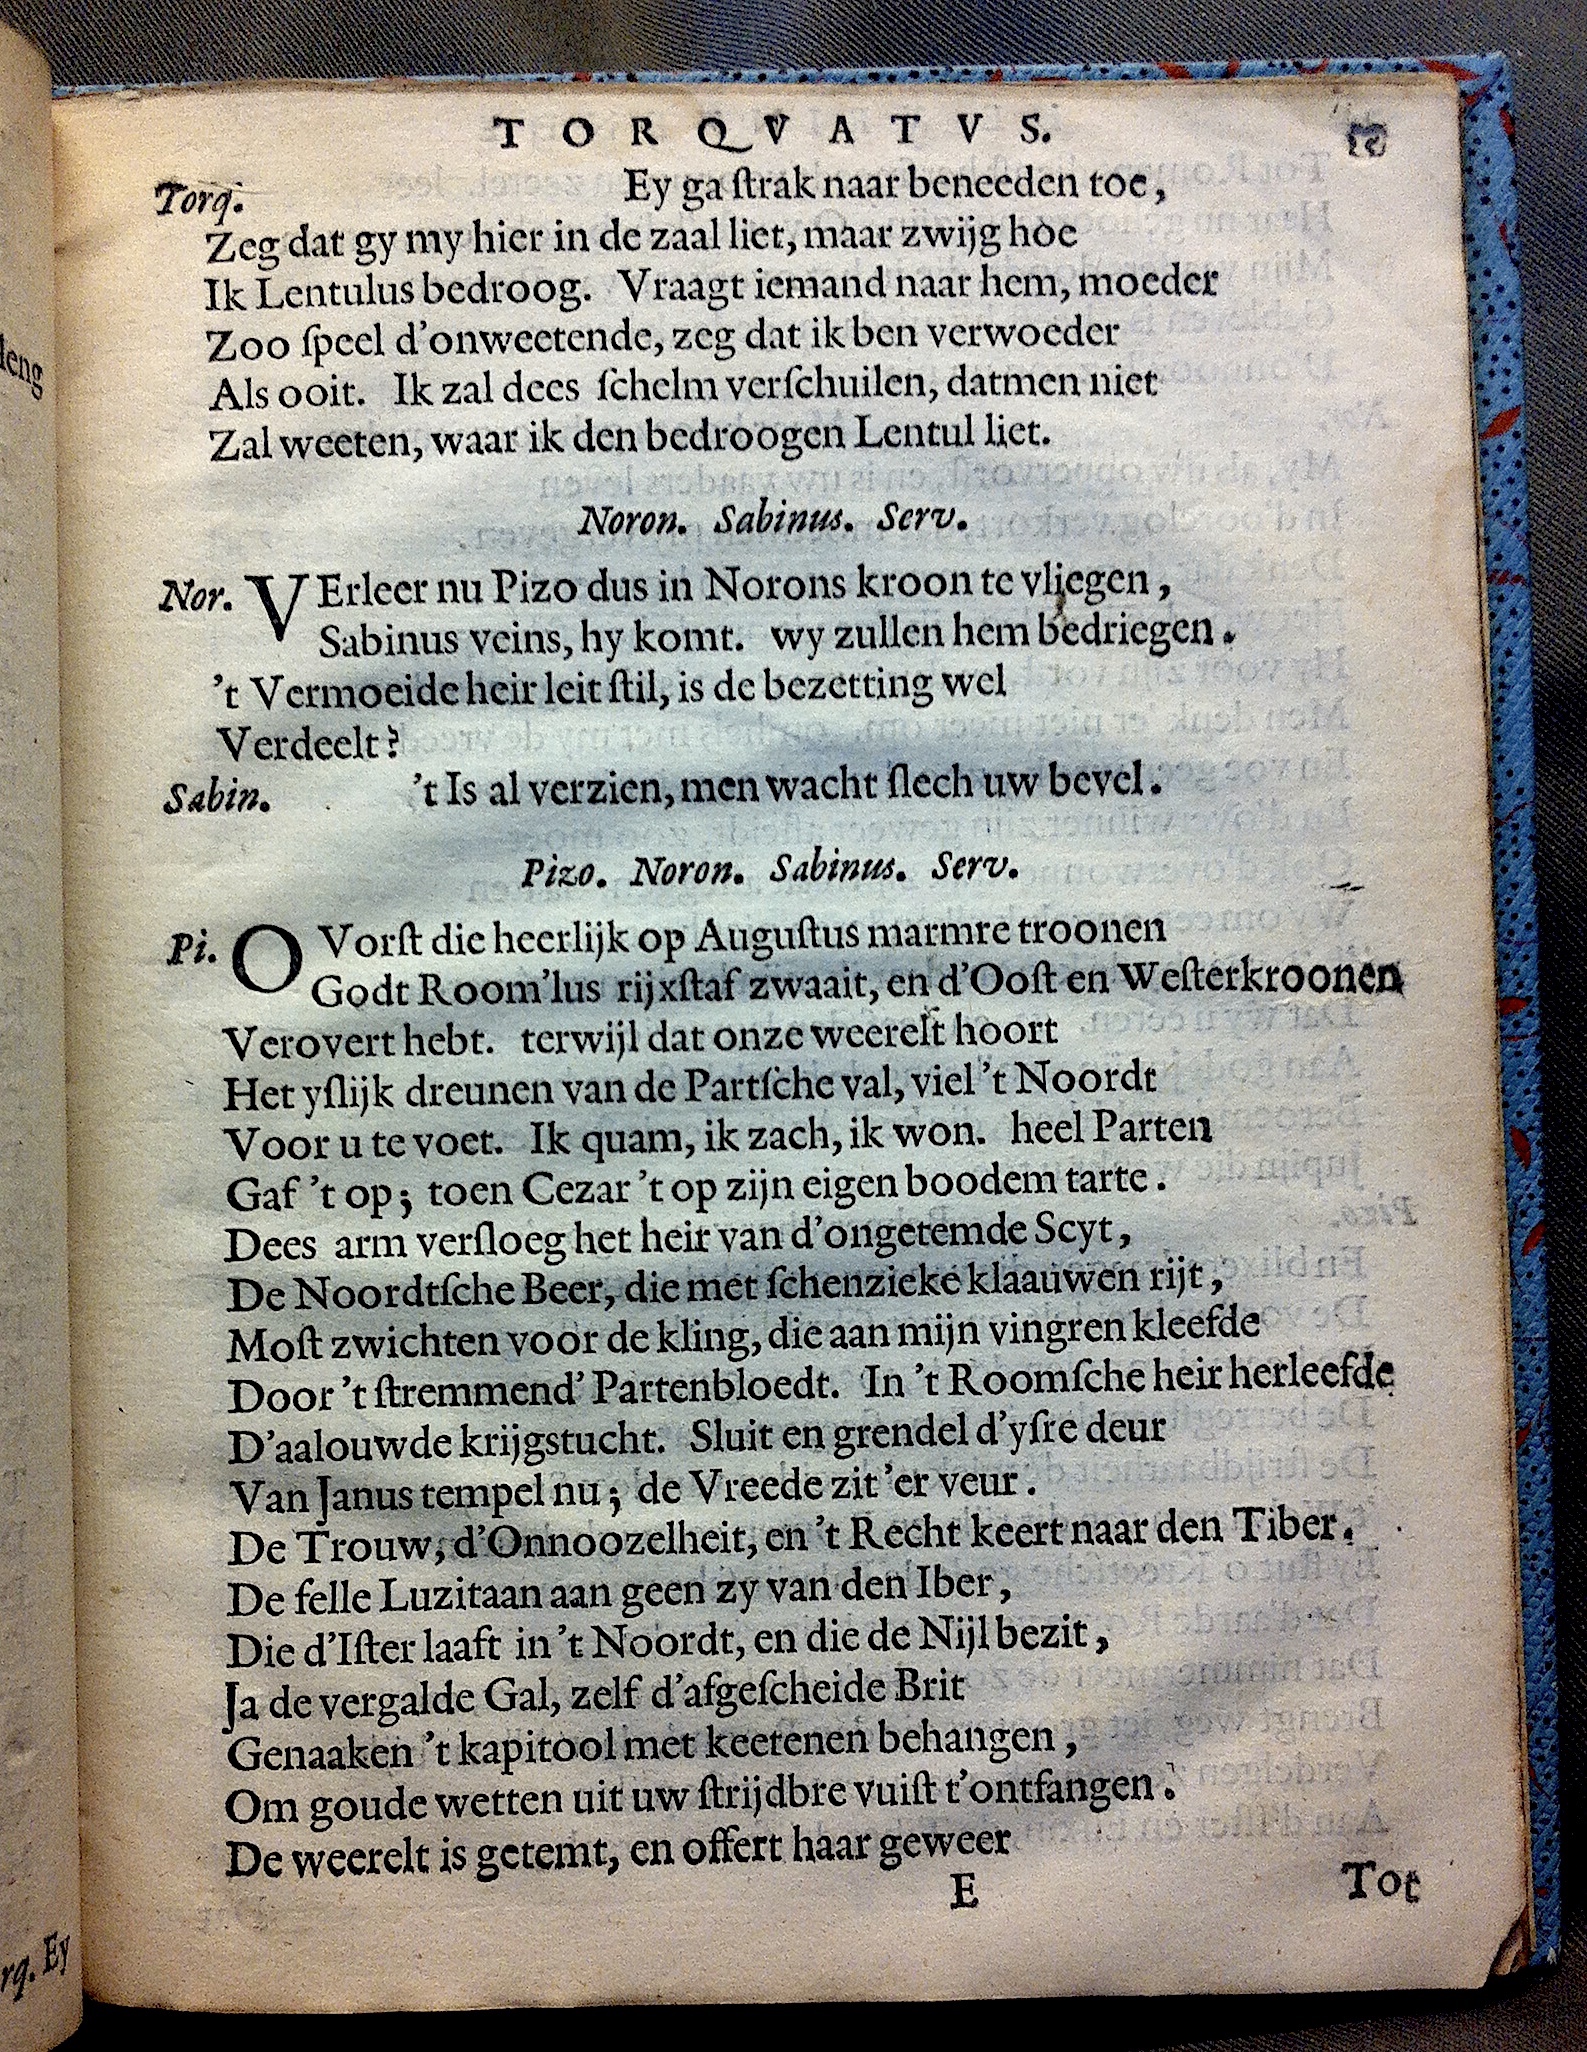 TORQVATVS.
Torq. Ey ga ſtrak naar beneeden toe,
Zeg dat gy my hier in de zaal liet, maar zwijg hoe
Ik Lentulus bedroog. Vraagt iemand naar hem, moeder
Zoo ſpeel d'onweetende, zeg dat ik ben verwoeder
Als ooit. Ik zal dees ſchelm verſchuilen, datmen niet
Zal weeten, waar ik den bedroogen Lentul liet.
Noron. Sabinus. Serv.
Nor. VErleer nu Pizo dus in Norons kroon te vliegen,
Sabinus veins, hy komt. wy zullen hem bedriegen.
't Vermoeide heir leit ſtil, is de bezetting wel
Verdeelt?
Sabin. 't Is al verzien, men wacht ſlech uw bevel.
Pizo. Noron. Sabinus. Serv.
Pi. O Vorſt die heerlijk op Auguſtus marmre troonen
Godt Room'lus rijxſtaf zwaait, en d'Ooſt en Weſterkroonen
Verovert hebt. terwijl dat onze weerelt hoort
Het yſlijk dreunen van de Partſche val, viel 't Noordt
Voor u te voet. Ik quam, ik zach, ik won. heel Parten
Gaf 't op; toen Cezar 't op zijn eigen boodem tarte.
Dees arm verſloeg het heir van d'ongetemde Scyt,
De Noordtſche Beer, die met ſchenzieke klaauwen rijt,
Moſt zwichten voor de kling, die aan mijn vingren kleefde
Door 't ſtremmend' Partenbloedt. In 't Roomſche heir herleefde
D'aalouwde krijgstucht. Sluit en grendel d'yſre deur
Van Janus tempel nu; de Vreede zit 'er veur.
De Trouw, d'Onnoozelheit, en 't Recht keert naar den Tiber.
De felle Luzitaan aan geen zy van den Iber,
Die d'Iſter laaft in 't Noordt, en die de Nijl bezit,
Ja de vergalde Gal, zelf d'afgeſcheide Brit
Genaaken 't kapitool met keetenen behangen,
Om goude wetten uit uw ſtrijdbre vuiſt t'ontfangen.
De weerelt is getemt, en offert haar geweer
E Tot
leng
rq. Ey